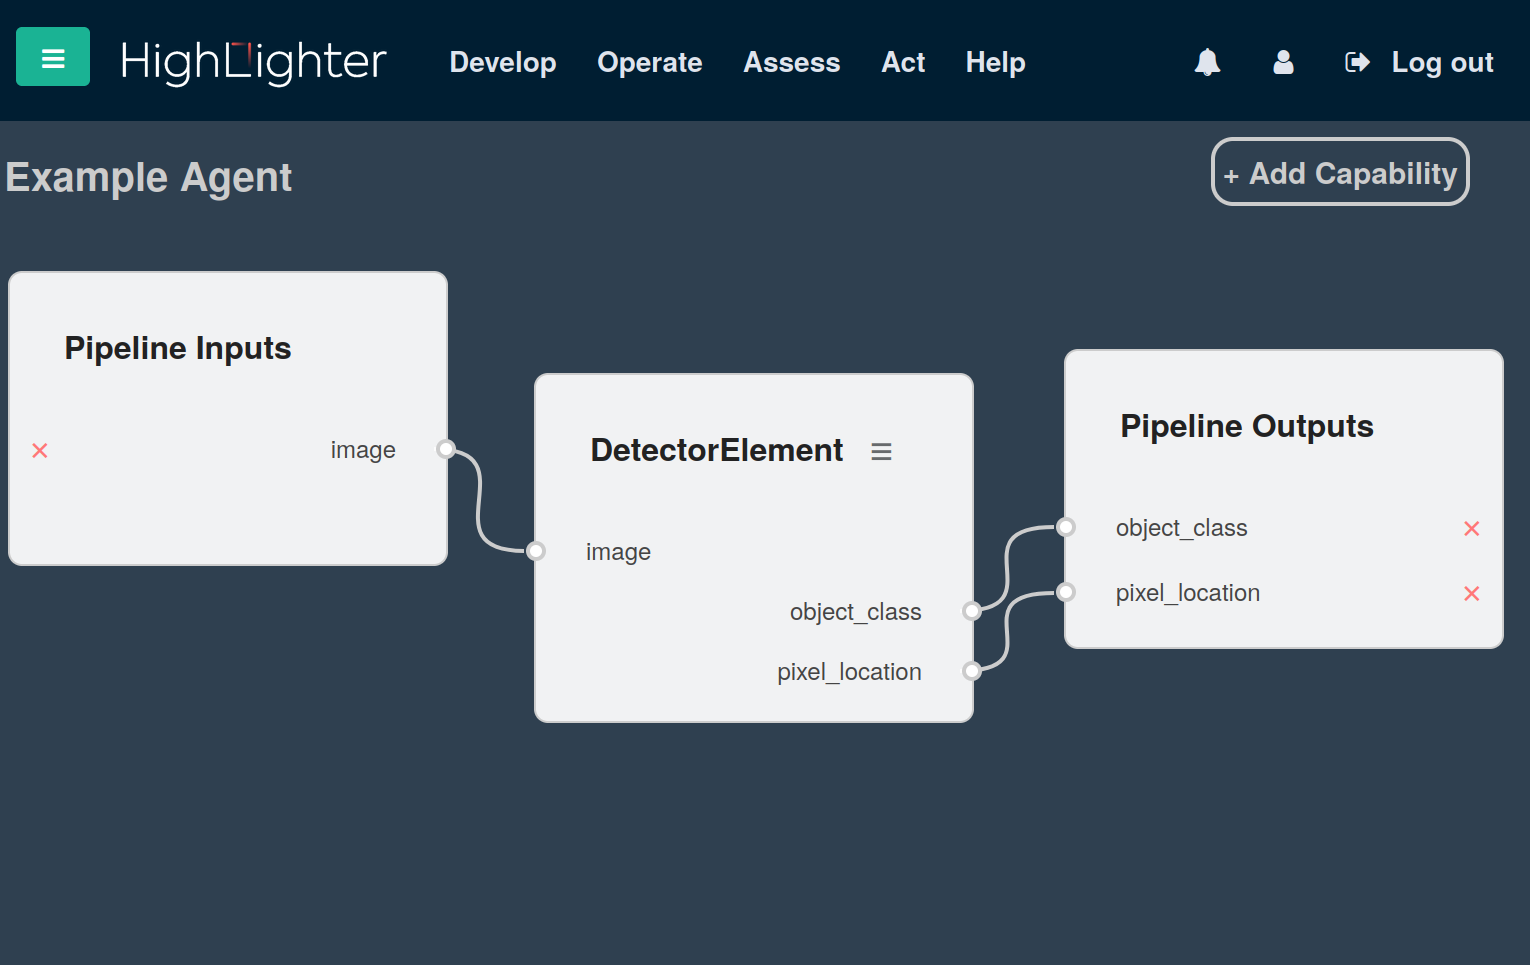 HighLighter Develop Operate Assess Act Help Log out
Example Agent + Add Capability
Pipeline Inputs
image
DetectorElement
image
object_class
pixel_location
Pipeline Outputs
object_class
pixel_location